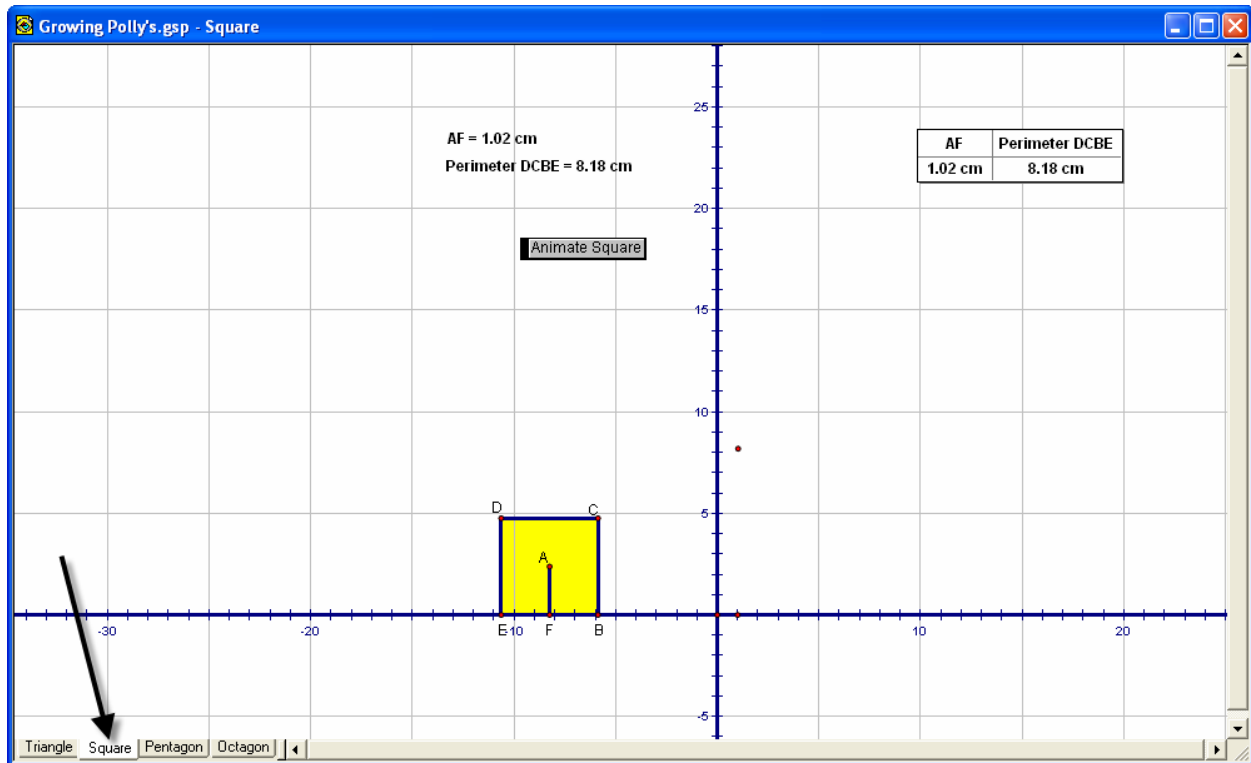 Growing Polly's.gsp - Square
AF = 1.02 cm
Perimeter DCBE = 8.18 cm
AF Perimeter DCBE
1.02 cm 8.18 cm
Animate Square
25
20
15
10
5
-5
-30 -20 -10 10 20
D C
A
E F B
Triangle Square Pentagon Octagon